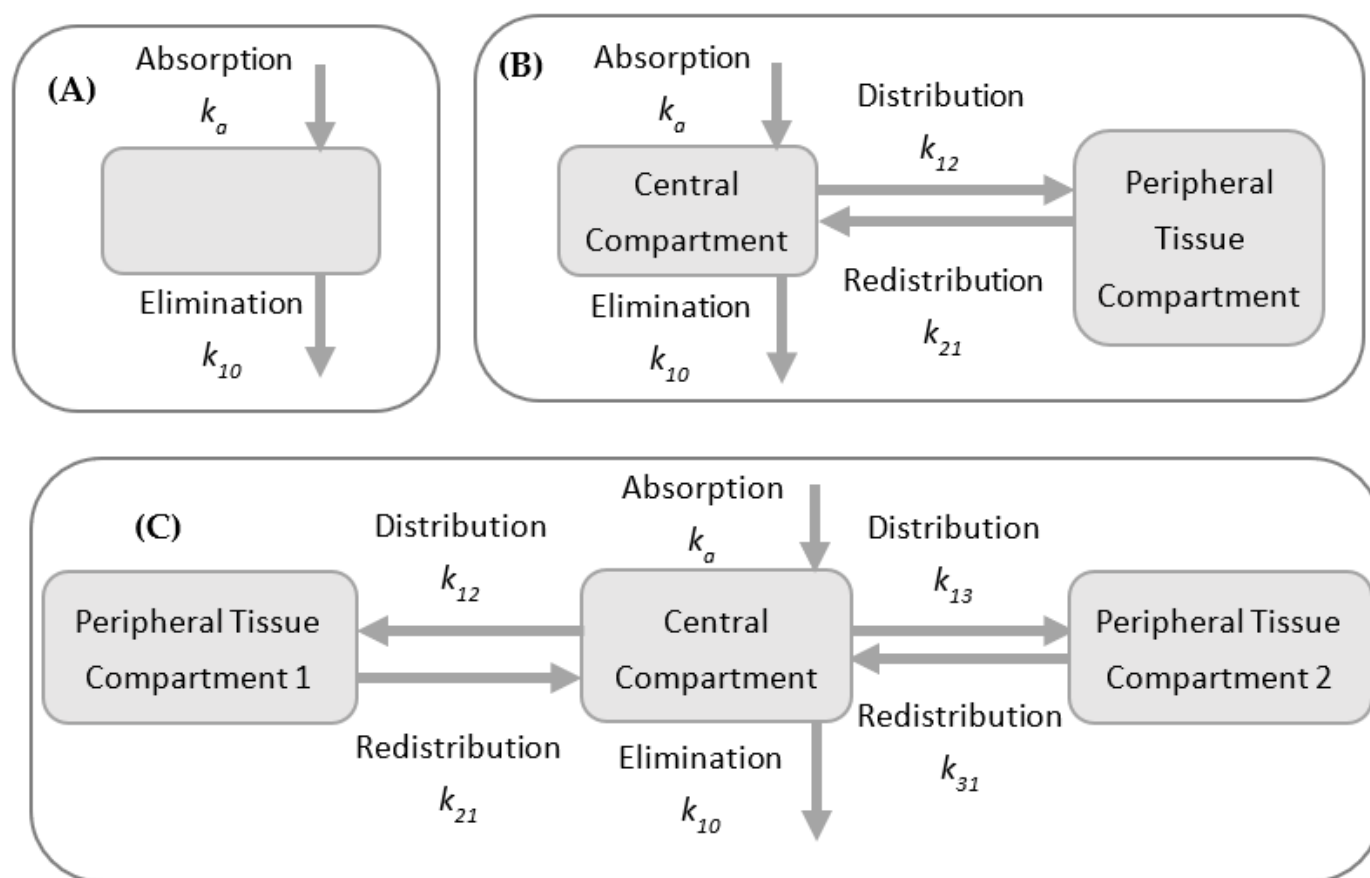 (A)
Absorption
k_a
Elimination
k_10
(B)
Absorption
k_a
Central
Compartment
Elimination
k_10
Distribution
k_12
Redistribution
k_21
Peripheral
Tissue
Compartment
(C)
Peripheral Tissue
Compartment 1
Distribution
k_12
Redistribution
k_21
Absorption
k_a
Central
Compartment
Elimination
k_10
Distribution
k_13
Redistribution
k_31
Peripheral Tissue
Compartment 2